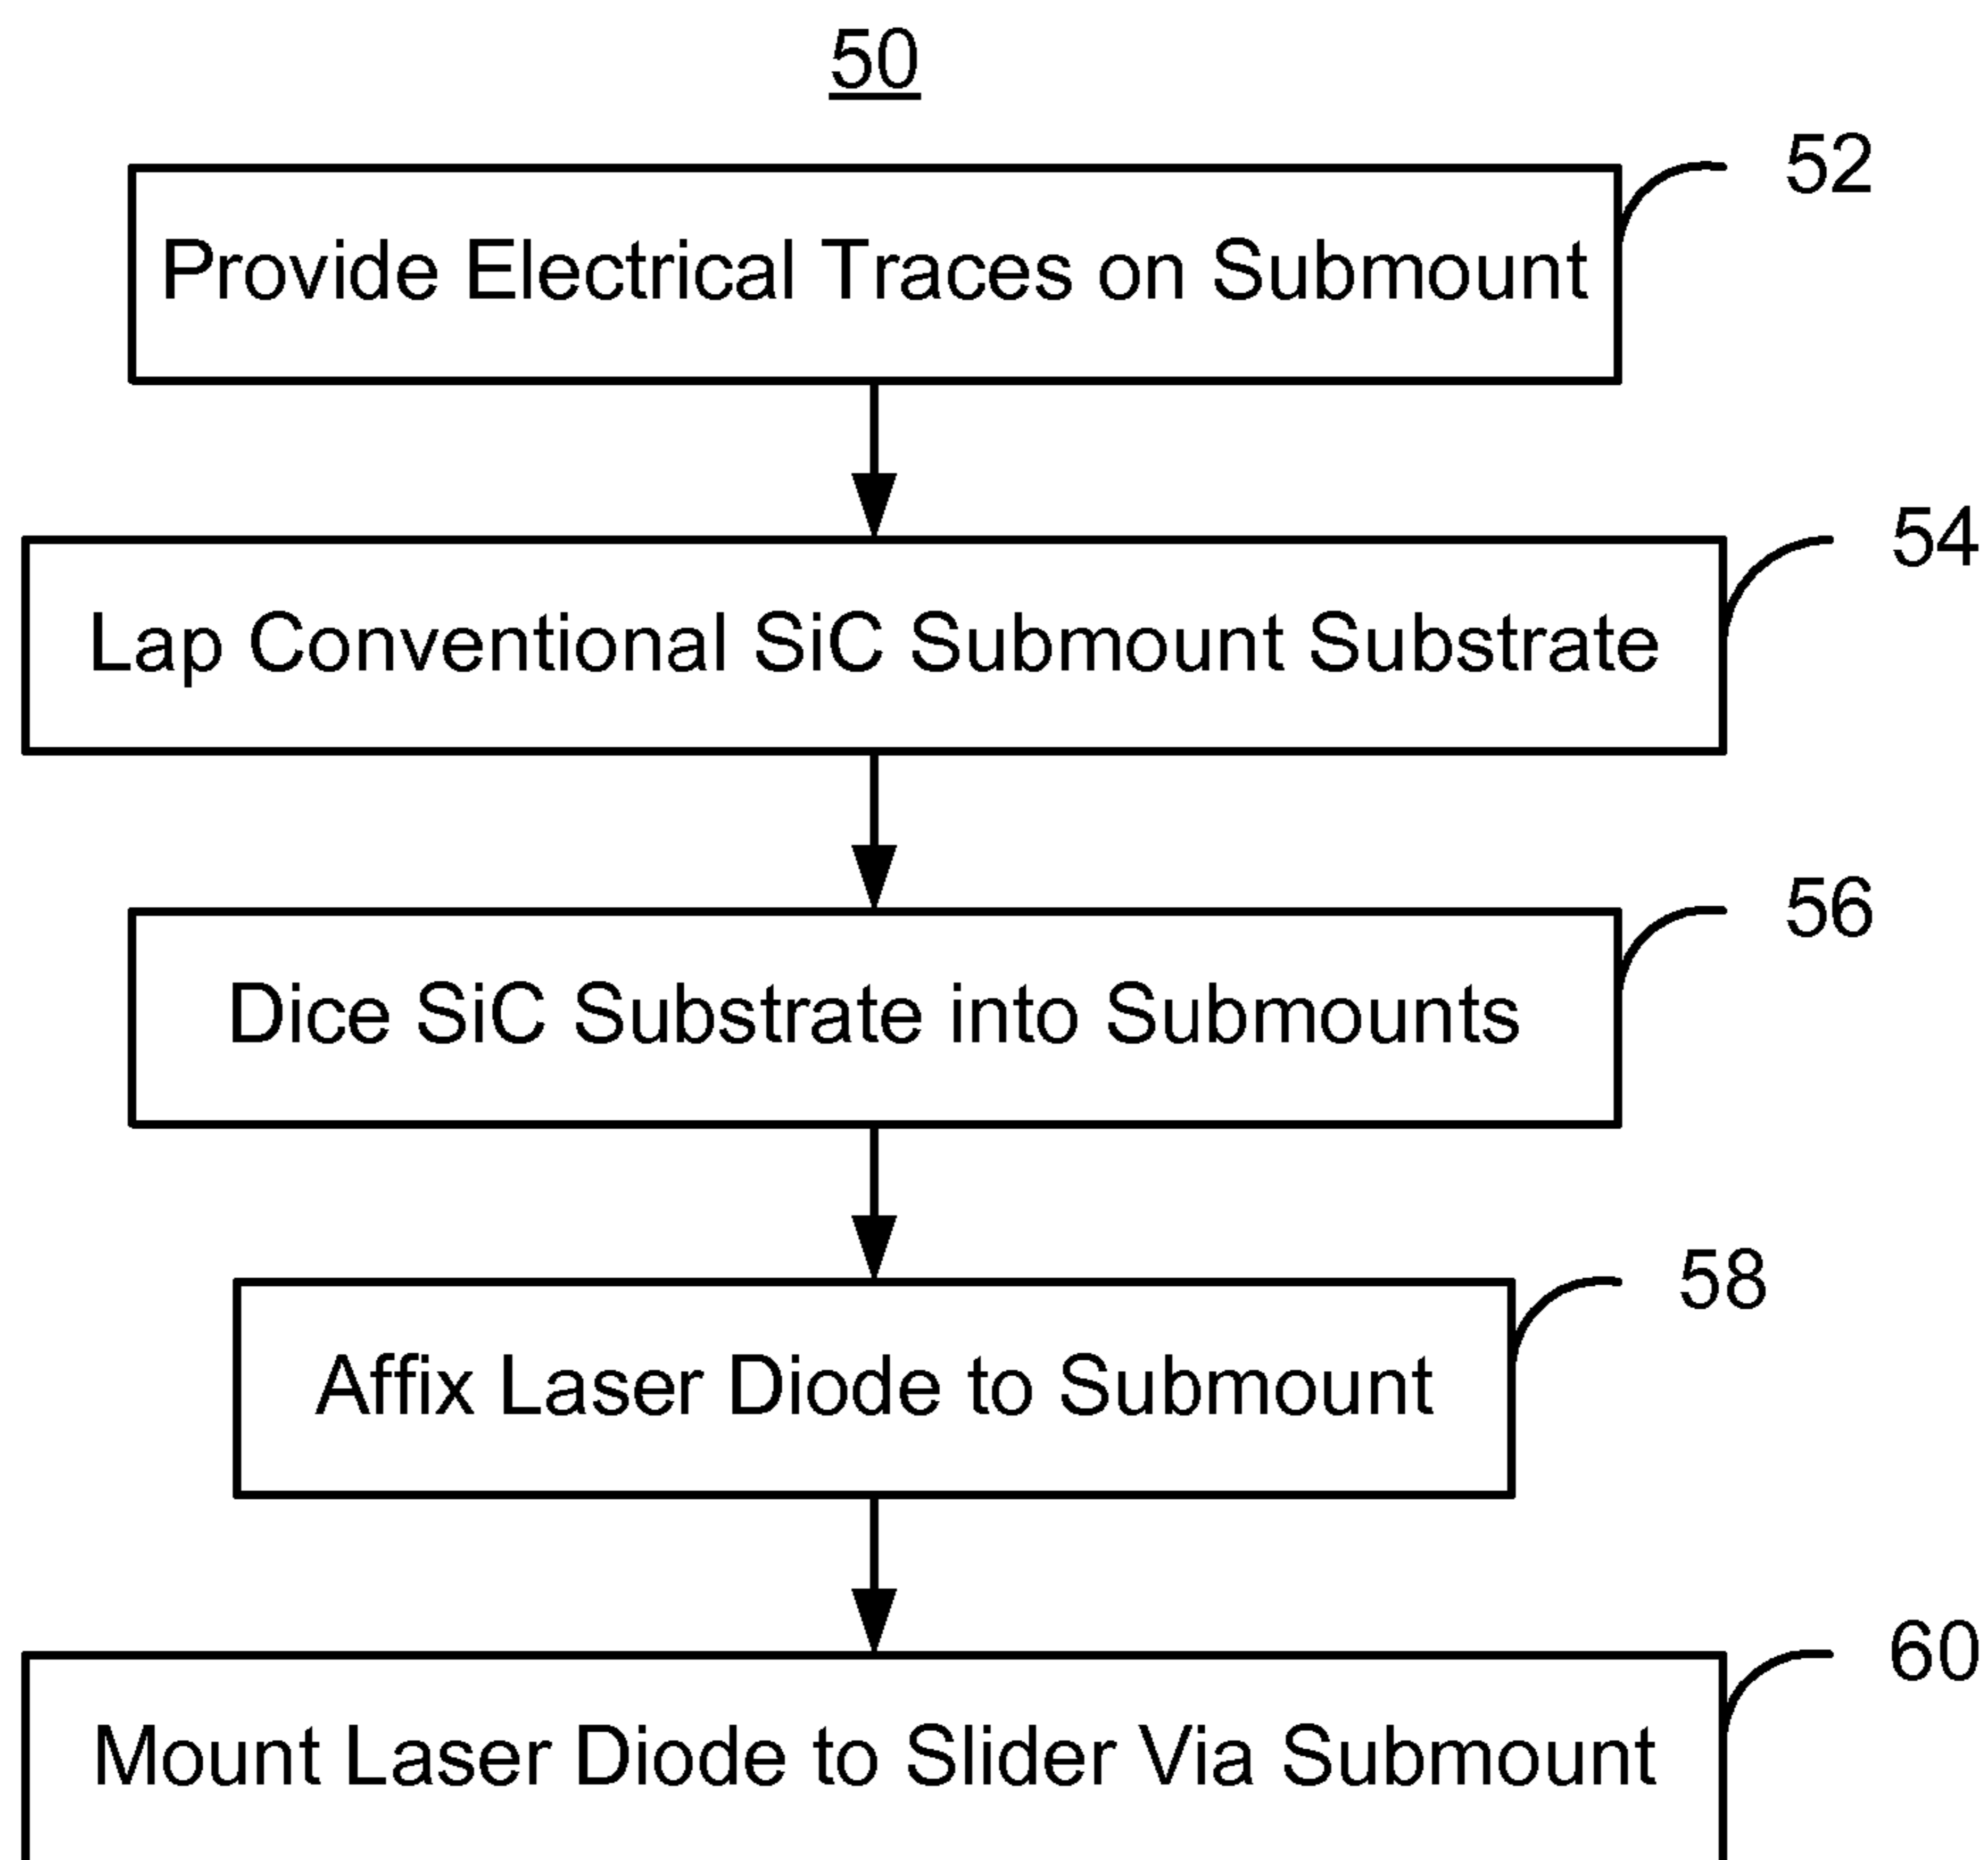 50
52
Provide Electrical Traces on Submount
54
Lap Conventional SiC Submount Substrate
56
Dice SiC Substrate into Submounts
58
Affix Laser Diode to Submount
60
Mount Laser Diode to Slider Via Submount